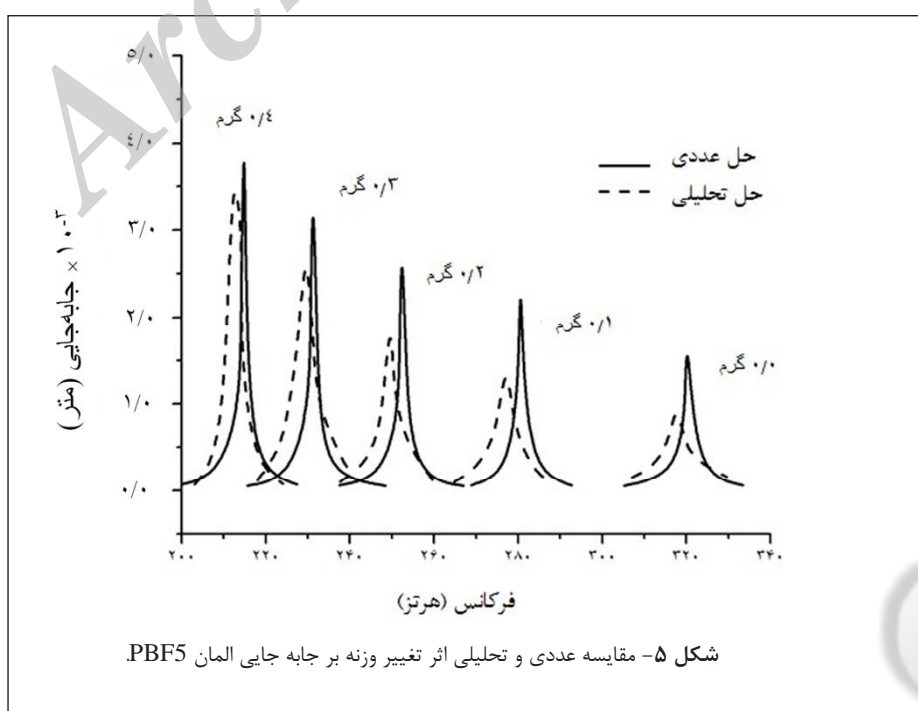 Arc
۵/۰
۴/۰
۳/۰
۲/۰
۱/۰
۰/۰
جابه‌جایی (متر) × ۱۰-۳
۰/۴ گرم
۰/۳ گرم
۰/۲ گرم
۰/۱ گرم
۰/۰ گرم
حل عددی
حل تحلیلی
۲۰۰ ۲۲۰ ۲۴۰ ۲۶۰ ۲۸۰ ۳۰۰ ۳۲۰ ۳۴۰
فرکانس (هرتز)
شکل ۵- مقایسه عددی و تحلیلی اثر تغییر وزنه بر جابه جایی المان PBF5.